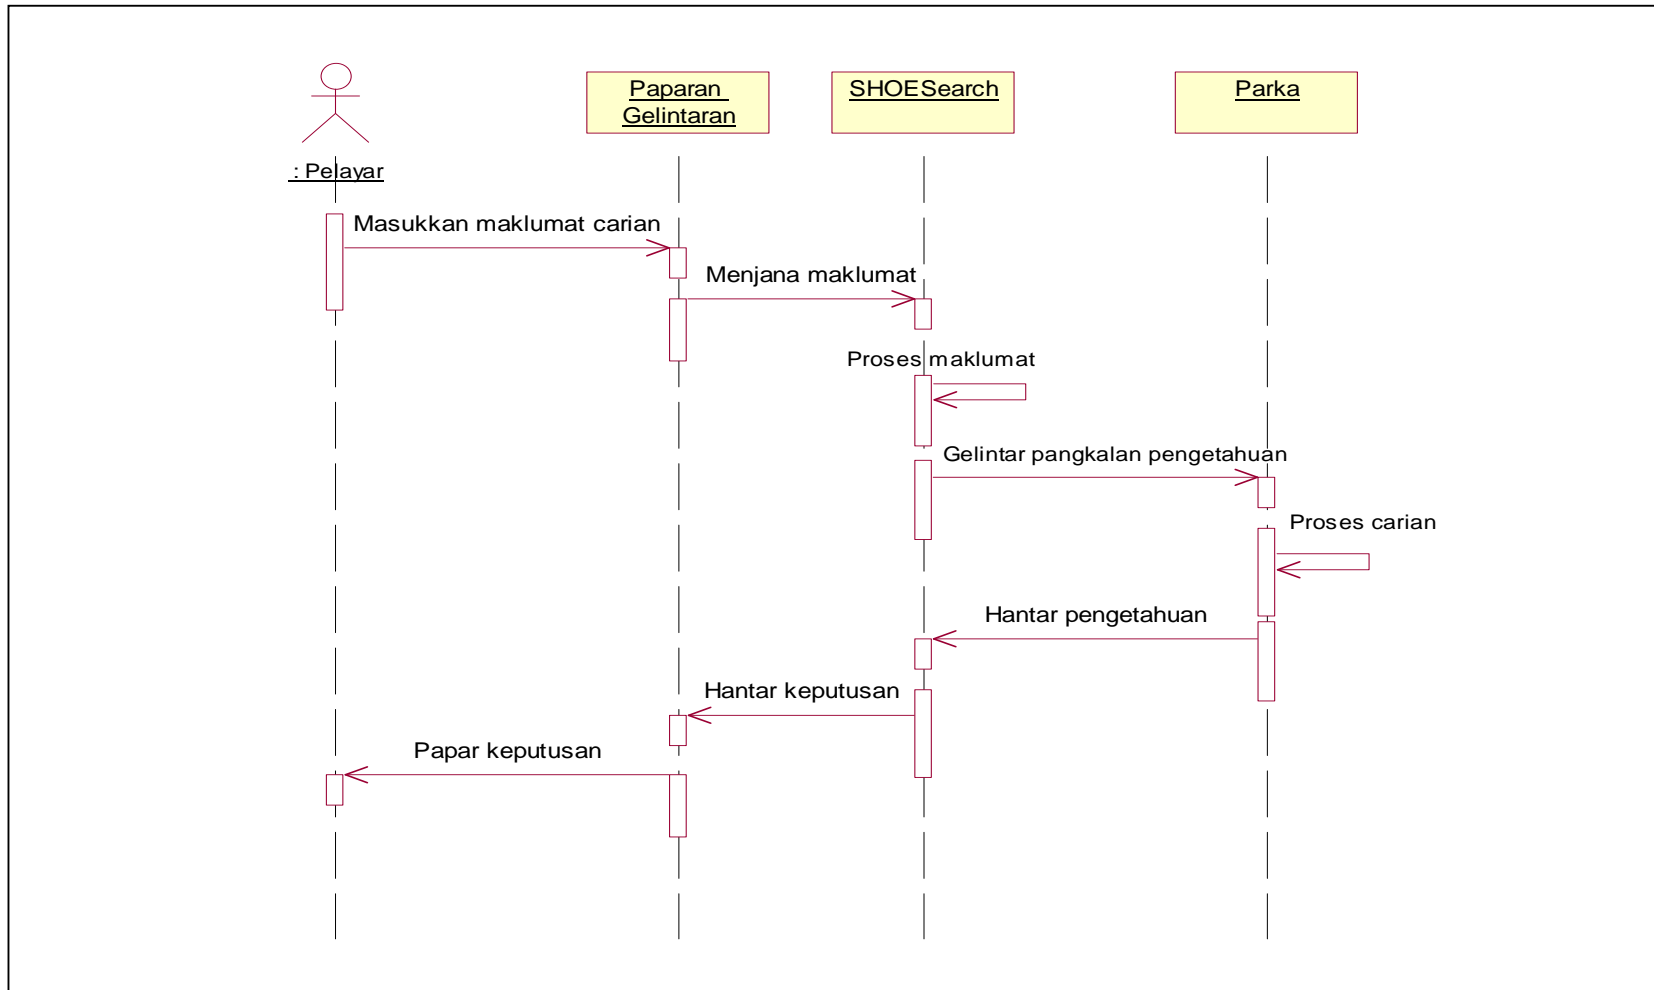 Paparan
Gelintaran
SHOESearch
Parka
: Pelayar
Masukkan maklumat carian
Menjana maklumat
Proses maklumat
Gelintar pangkalan pengetahuan
Proses carian
Hantar pengetahuan
Hantar keputusan
Papar keputusan